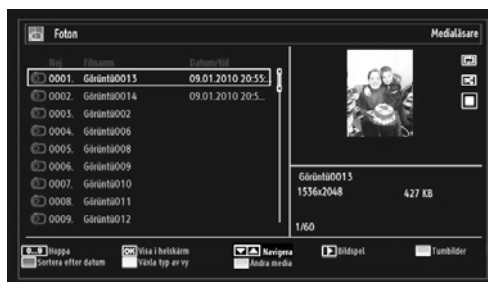 Foton
Medialäsare
Nej Filnamn Datum/tid
0001. Görüntü0013 09.01.2010 20:55:
0002. Görüntü0014 09.01.2010 20:5...
0003. Görüntü002
0004. Görüntü006
0005. Görüntü008
0006. Görüntü009
0007. Görüntü010
0008. Görüntü011
0009. Görüntü012
Görüntü0013
1536x2048 427 KB
1/60
0...9 Hoppa OK Visa i helskärm Navigera Bildspel Tumbilder
Sortera efter datum Växla typ av vy Ändra media